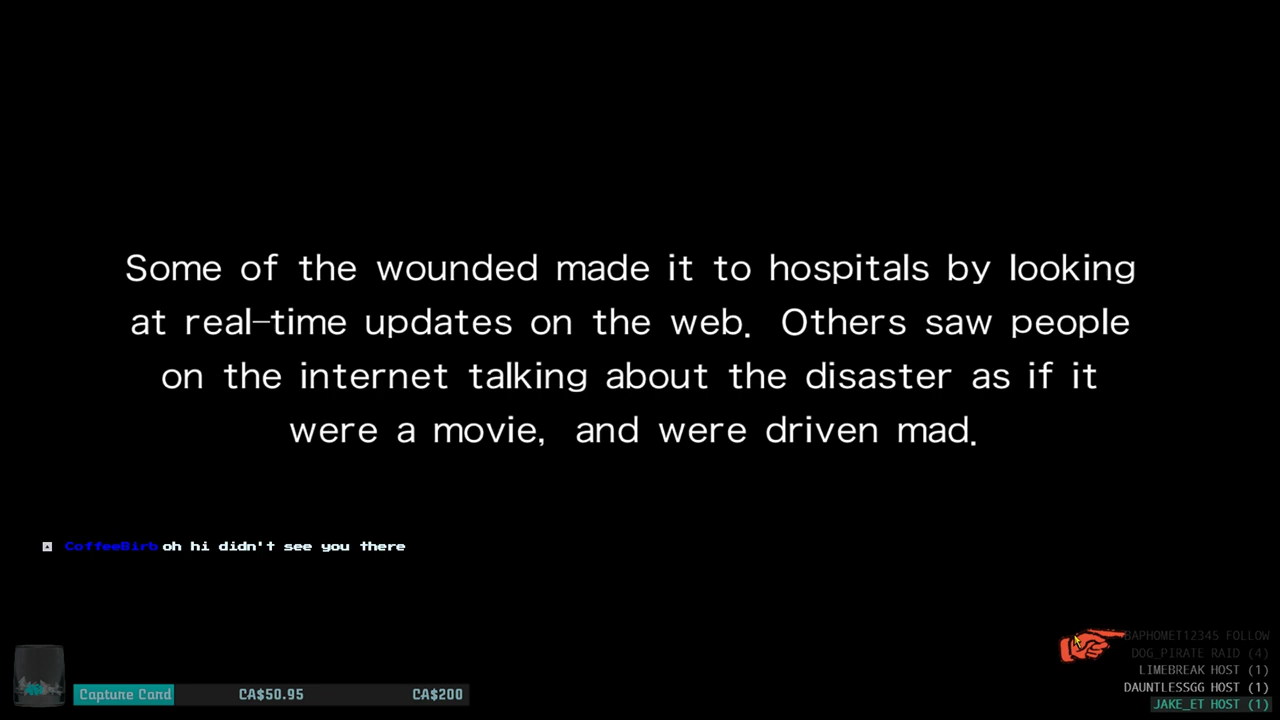 Some of the wounded made it to hospitals by looking
at real-time updates on the web. Others saw people
on the internet talking about the disaster as if it
were a movie, and were driven mad.
CoffeeBirb oh hi didn't see you there
BAPHOMET12345 FOLLOW
DOG_PIRATE RAID (4)
LIMEBREAK HOST (1)
DAUNTLESSGG HOST (1)
JAKE_ET HOST (1)
Capture Card CA$50.95 CA$200